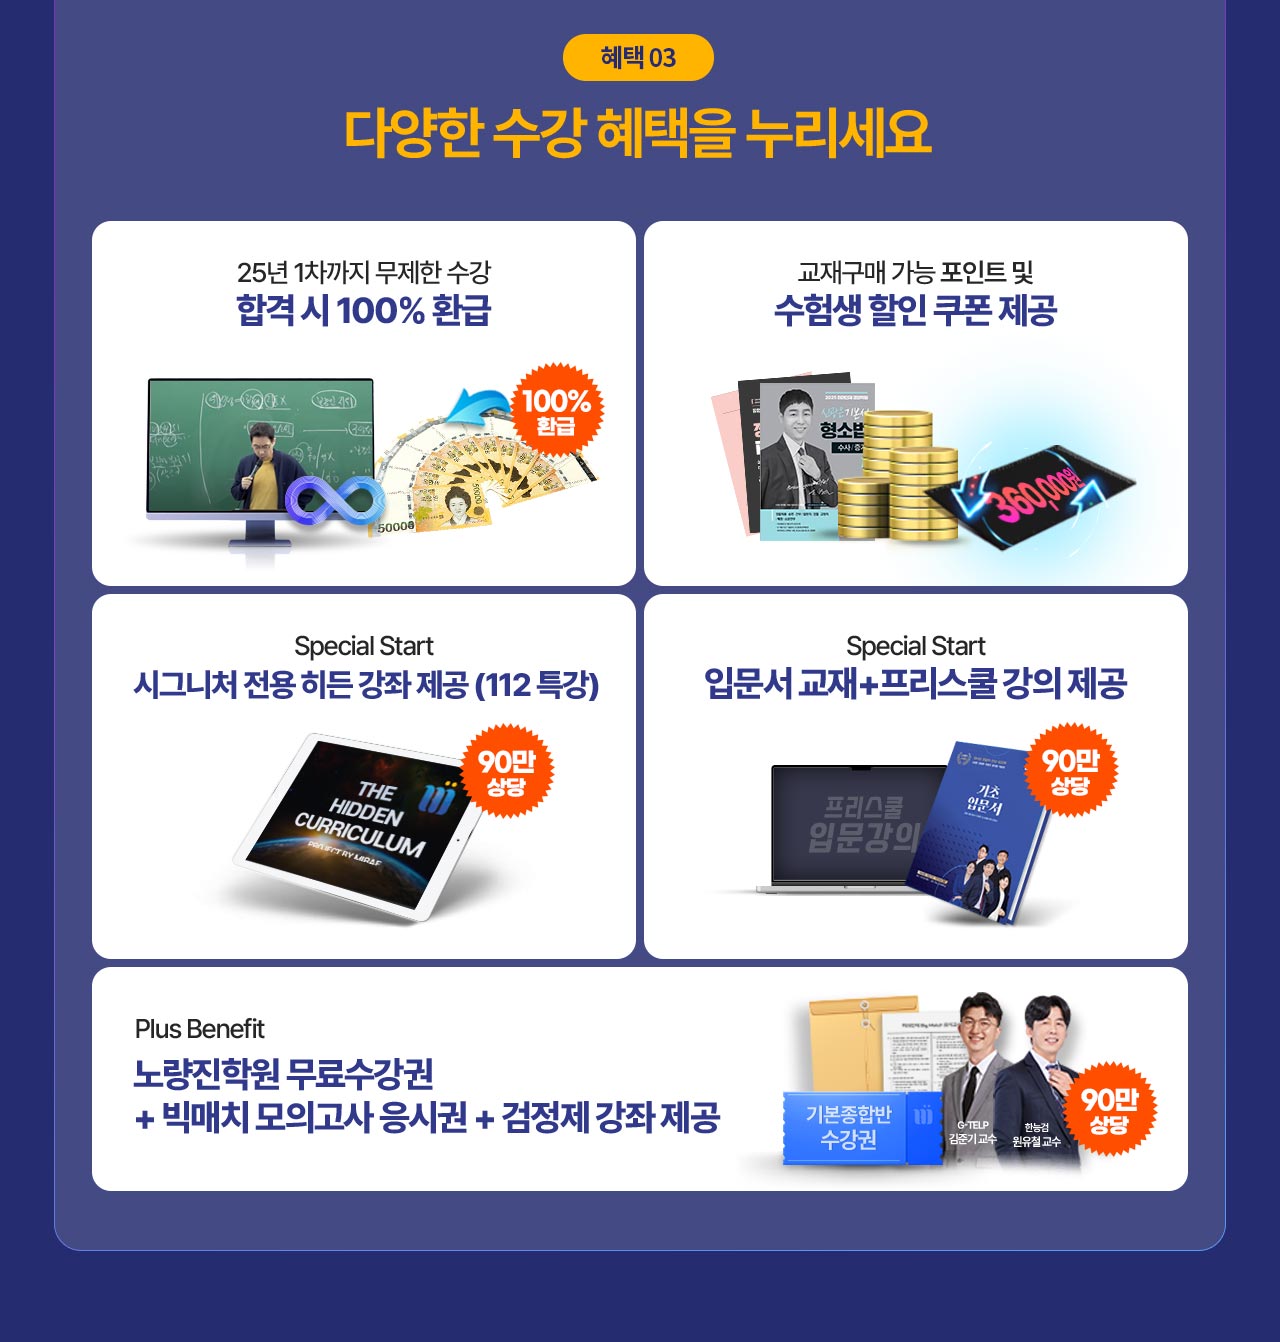 혜택 03
다양한 수강 혜택을 누리세요
25년 1차까지 무제한 수강
합격 시 100% 환급
100%
환급
50000
교재구매 가능 포인트 및
수험생 할인 쿠폰 제공
형소법
수사/증거
360,000원
Special Start
시그니처 전용 히든 강좌 제공 (112 특강)
90만
상당
THE
HIDDEN
CURRICULUM
PROJECT BY MIRAE
Special Start
입문서 교재+프리스쿨 강의 제공
90만
상당
프리스쿨
입문강의
기초
입문서
Plus Benefit
노량진학원 무료수강권
+ 빅매치 모의고사 응시권 + 검정제 강좌 제공
기본종합반
수강권
G-TELP
김준기 교수
한능검
원유철 교수
90만
상당